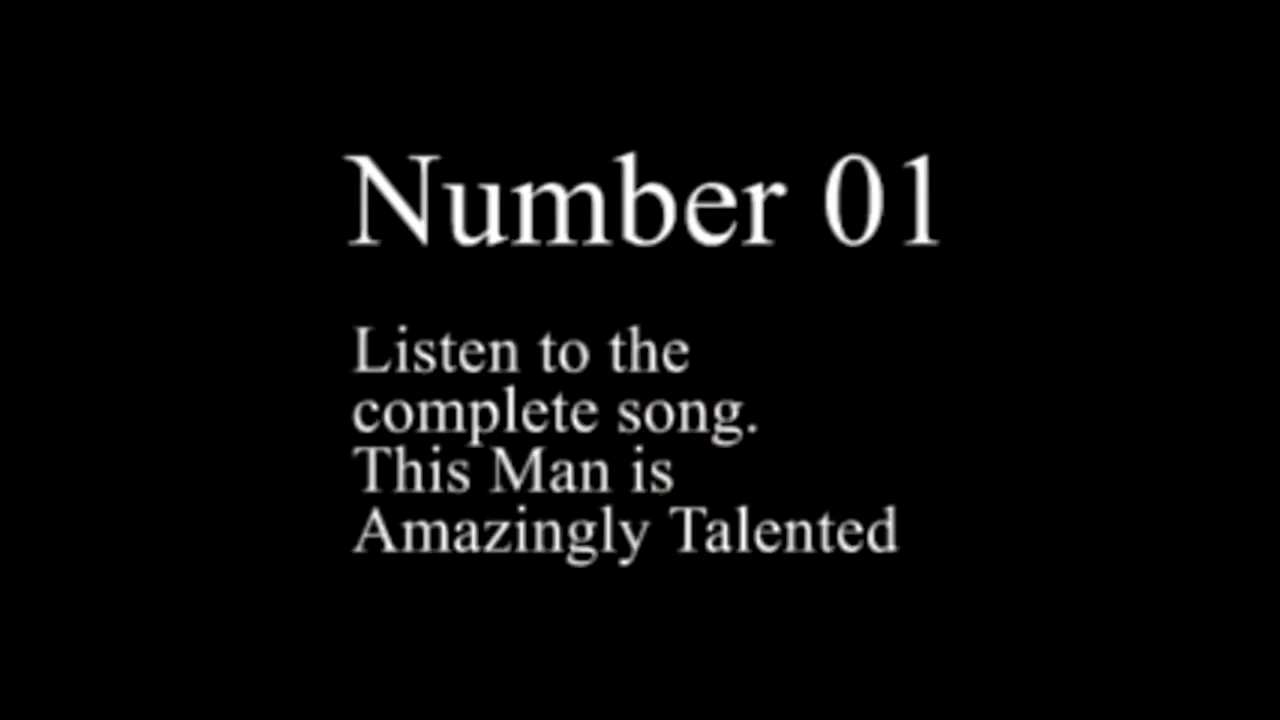 Number 01
Listen to the
complete song.
This Man is
Amazingly Talented